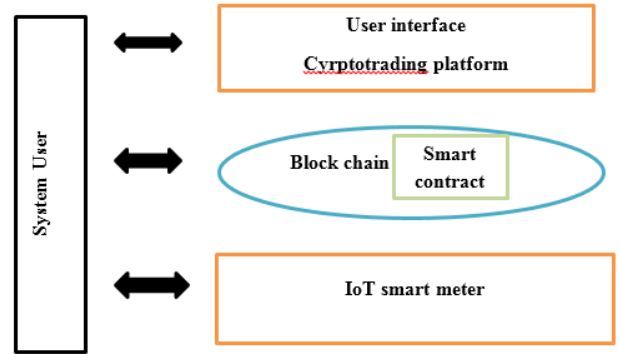 System User
User interface
Cyrptotrading platform
Block chain
Smart
contract
IoT smart meter